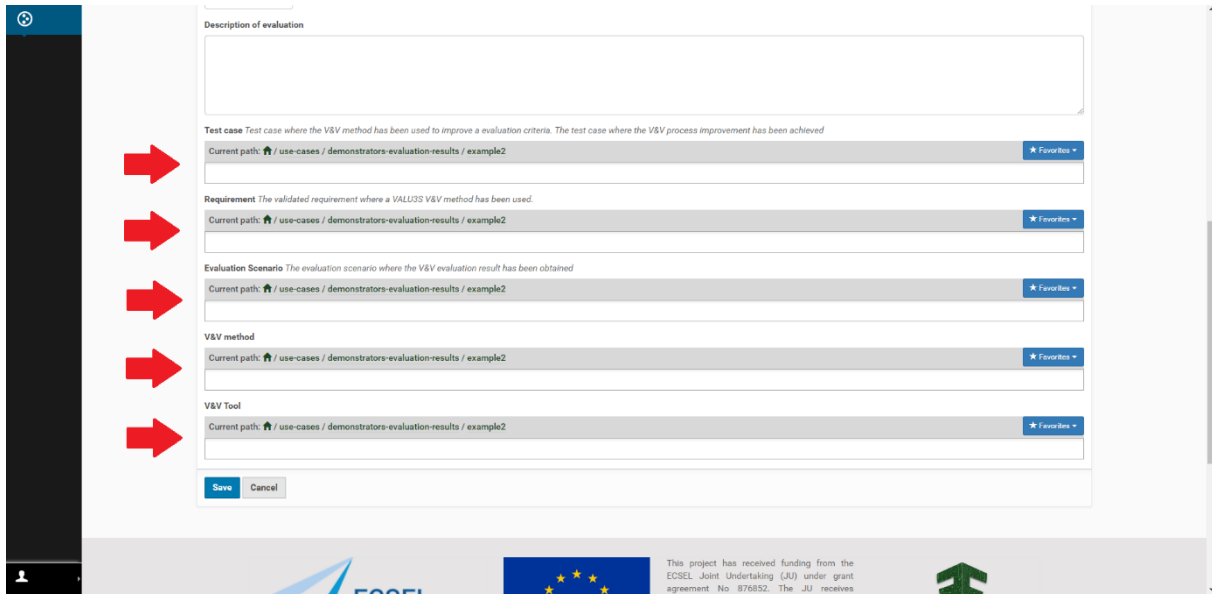 Description of evaluation
Test case Test case where the V&V method has been used to improve a evaluation criteria. The test case where the V&V process improvement has been achieved
Current path: / use-cases / demonstrators-evaluation-results / example2
★ Favorites
Requirement The validated requirement where a VALU3S V&V method has been used.
Current path: / use-cases / demonstrators-evaluation-results / example2
★ Favorites
Evaluation Scenario The evaluation scenario where the V&V evaluation result has been obtained
Current path: / use-cases / demonstrators-evaluation-results / example2
★ Favorites
V&V method
Current path: / use-cases / demonstrators-evaluation-results / example2
★ Favorites
V&V Tool
Current path: / use-cases / demonstrators-evaluation-results / example2
★ Favorites
Save Cancel
This project has received funding from the
ECSEL Joint Undertaking (JU) under grant
agreement No 876852. The JU receives
ECSEL